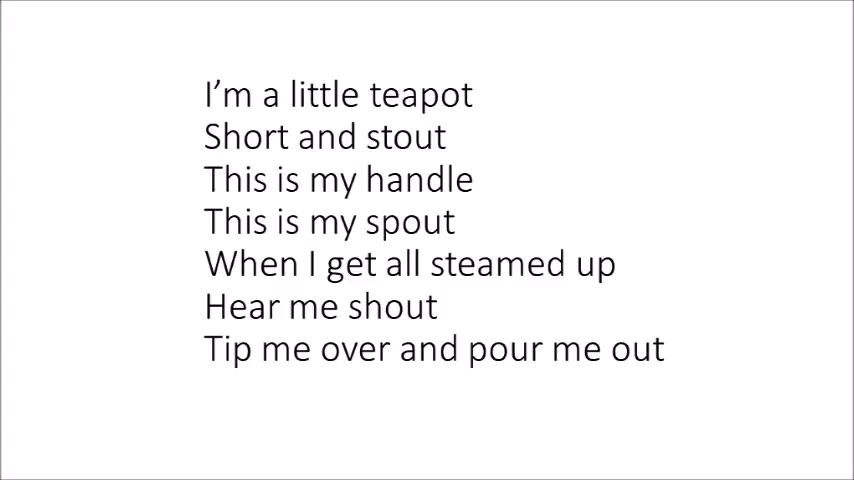 I’m a little teapot
Short and stout
This is my handle
This is my spout
When I get all steamed up
Hear me shout
Tip me over and pour me out